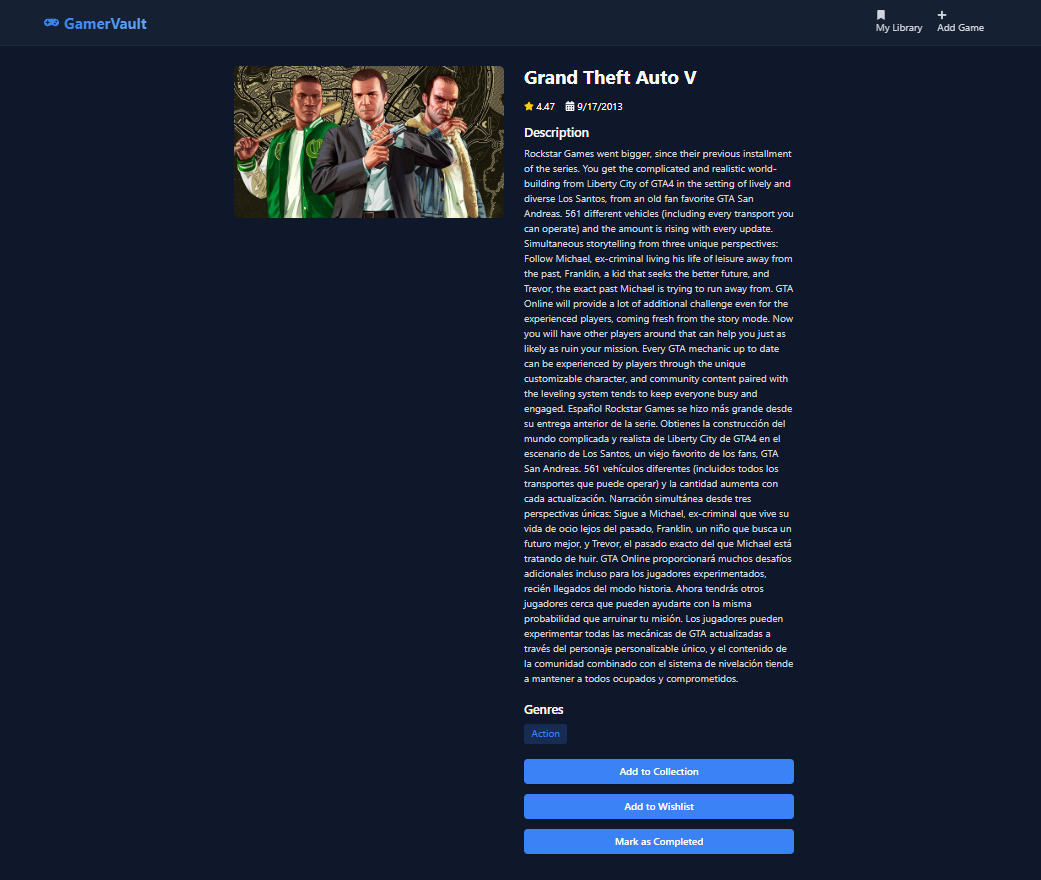 GamerVault
My Library
Add Game
Grand Theft Auto V
4.47 9/17/2013
Description
Rockstar Games went bigger, since their previous installment
of the series. You get the complicated and realistic world-
building from Liberty City of GTA4 in the setting of lively and
diverse Los Santos, from an old fan favorite GTA San
Andreas. 561 different vehicles (including every transport you
can operate) and the amount is rising with every update.
Simultaneous storytelling from three unique perspectives:
Follow Michael, ex-criminal living his life of leisure away from
the past, Franklin, a kid that seeks the better future, and
Trevor, the exact past Michael is trying to run away from. GTA
Online will provide a lot of additional challenge even for the
experienced players, coming fresh from the story mode. Now
you will have other players around that can help you just as
likely as ruin your mission. Every GTA mechanic up to date
can be experienced by players through the unique
customizable character, and community content paired with
the leveling system tends to keep everyone busy and
engaged. Español Rockstar Games se hizo más grande desde
su entrega anterior de la serie. Obtienes la construcción del
mundo complicada y realista de Liberty City de GTA4 en el
escenario de Los Santos, un viejo favorito de los fans, GTA
San Andreas. 561 vehículos diferentes (incluidos todos los
transportes que puede operar) y la cantidad aumenta con
cada actualización. Narración simultánea desde tres
perspectivas únicas: Sigue a Michael, ex-criminal que vive su
vida de ocio lejos del pasado, Franklin, un niño que busca un
futuro mejor, y Trevor, el pasado exacto del que Michael está
tratando de huir. GTA Online proporcionará muchos desafíos
adicionales incluso para los jugadores experimentados,
recién llegados del modo historia. Ahora tendrás otros
jugadores cerca que pueden ayudarte con la misma
probabilidad que arruinar tu misión. Los jugadores pueden
experimentar todas las mecánicas de GTA actualizadas a
través del personaje personalizable único, y el contenido de
la comunidad combinado con el sistema de nivelación tiende
a mantener a todos ocupados y comprometidos.
Genres
Action
Add to Collection
Add to Wishlist
Mark as Completed